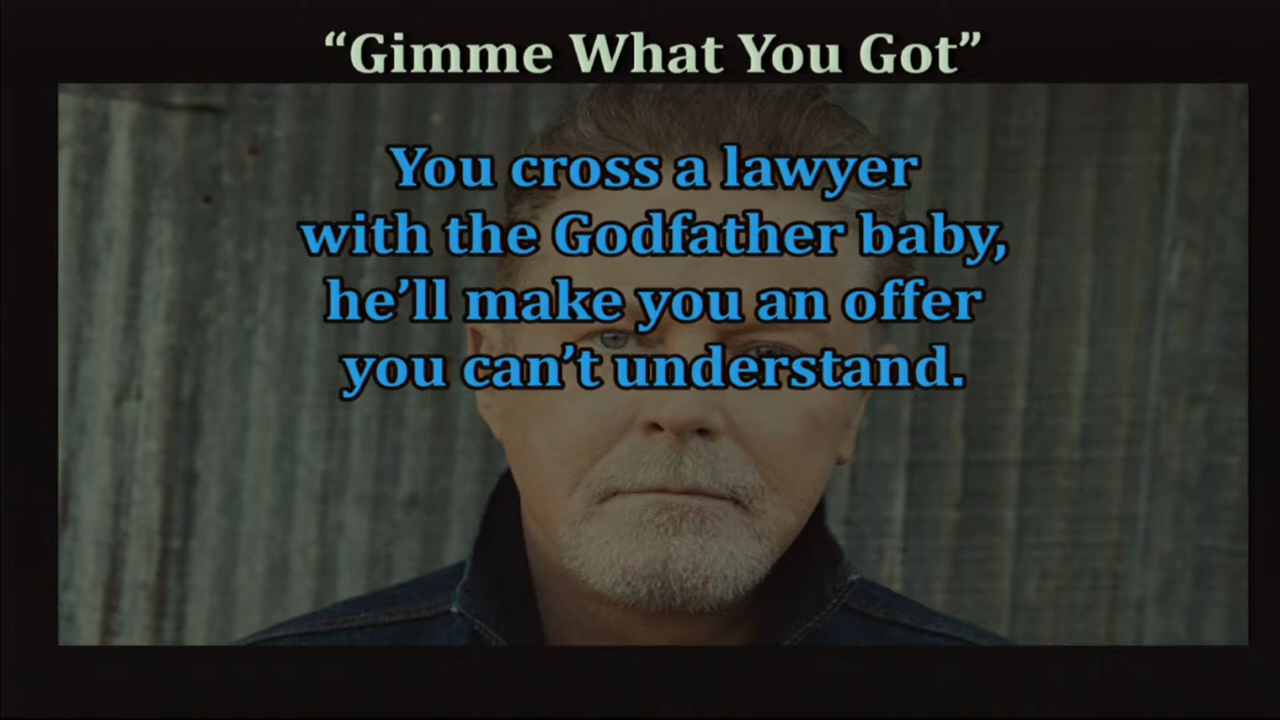 “Gimme What You Got”
You cross a lawyer
with the Godfather baby,
he’ll make you an offer
you can’t understand.